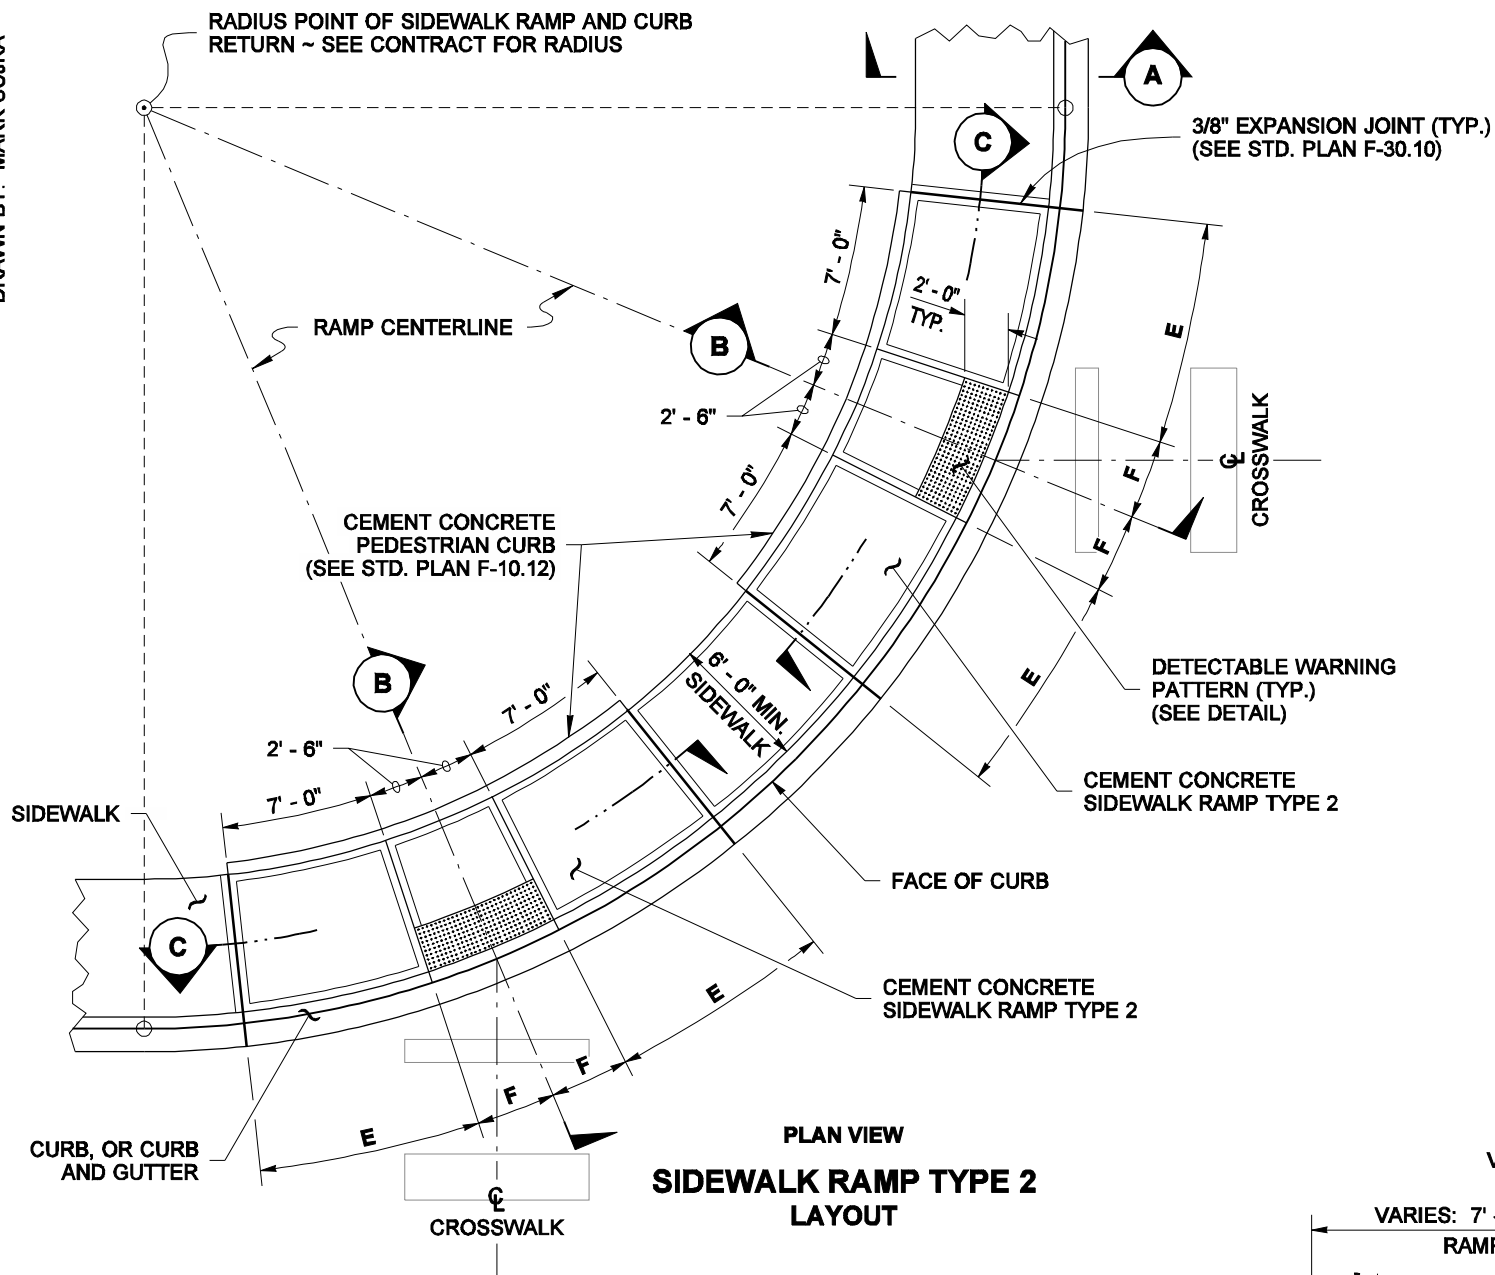 RADIUS POINT OF SIDEWALK RAMP AND CURB
RETURN ~ SEE CONTRACT FOR RADIUS
A
C
3/8" EXPANSION JOINT (TYP.)
(SEE STD. PLAN F-30.10)
7' - 0"
2' - 0"
TYP.
E
RAMP CENTERLINE
B
2' - 6"
CL
CROSSWALK
F
7' - 0"
F
CEMENT CONCRETE
PEDESTRIAN CURB
(SEE STD. PLAN F-10.12)
DETECTABLE WARNING
PATTERN (TYP.)
(SEE DETAIL)
E
B
6' - 0" MIN.
SIDEWALK
7' - 0"
2' - 6"
7' - 0"
CEMENT CONCRETE
SIDEWALK RAMP TYPE 2
SIDEWALK
FACE OF CURB
C
CEMENT CONCRETE
SIDEWALK RAMP TYPE 2
E
F
F
E
CURB, OR CURB
AND GUTTER
CL
CROSSWALK
PLAN VIEW
SIDEWALK RAMP TYPE 2
LAYOUT
VARIES: 7'